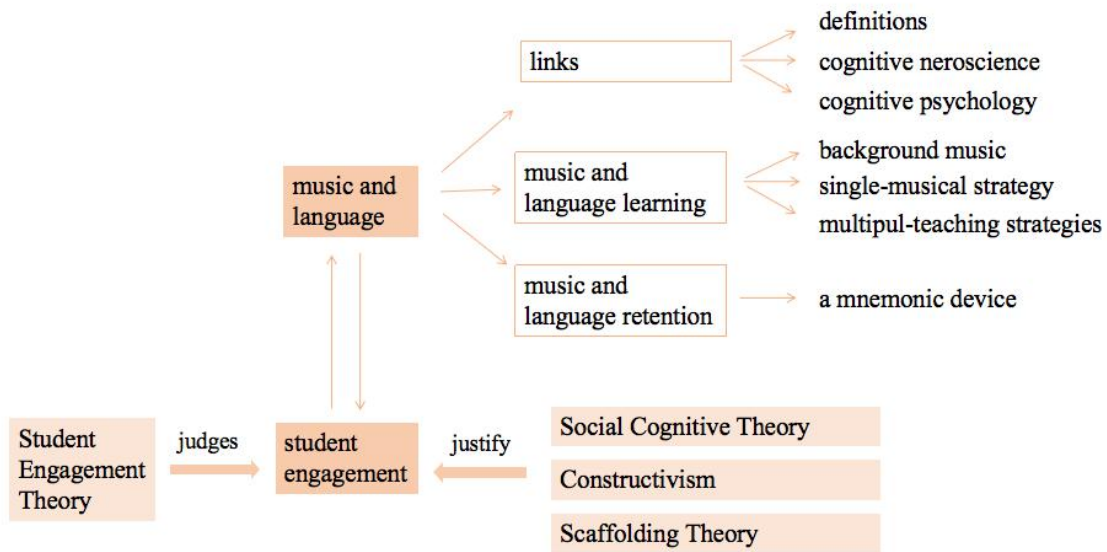 links
definitions
cognitive neroscience
cognitive psychology
music and
language
music and
language learning
background music
single-musical strategy
multipul-teaching strategies
music and
language retention
a mnemonic device
Student
Engagement
Theory
judges
student
engagement
justify
Social Cognitive Theory
Constructivism
Scaffolding Theory